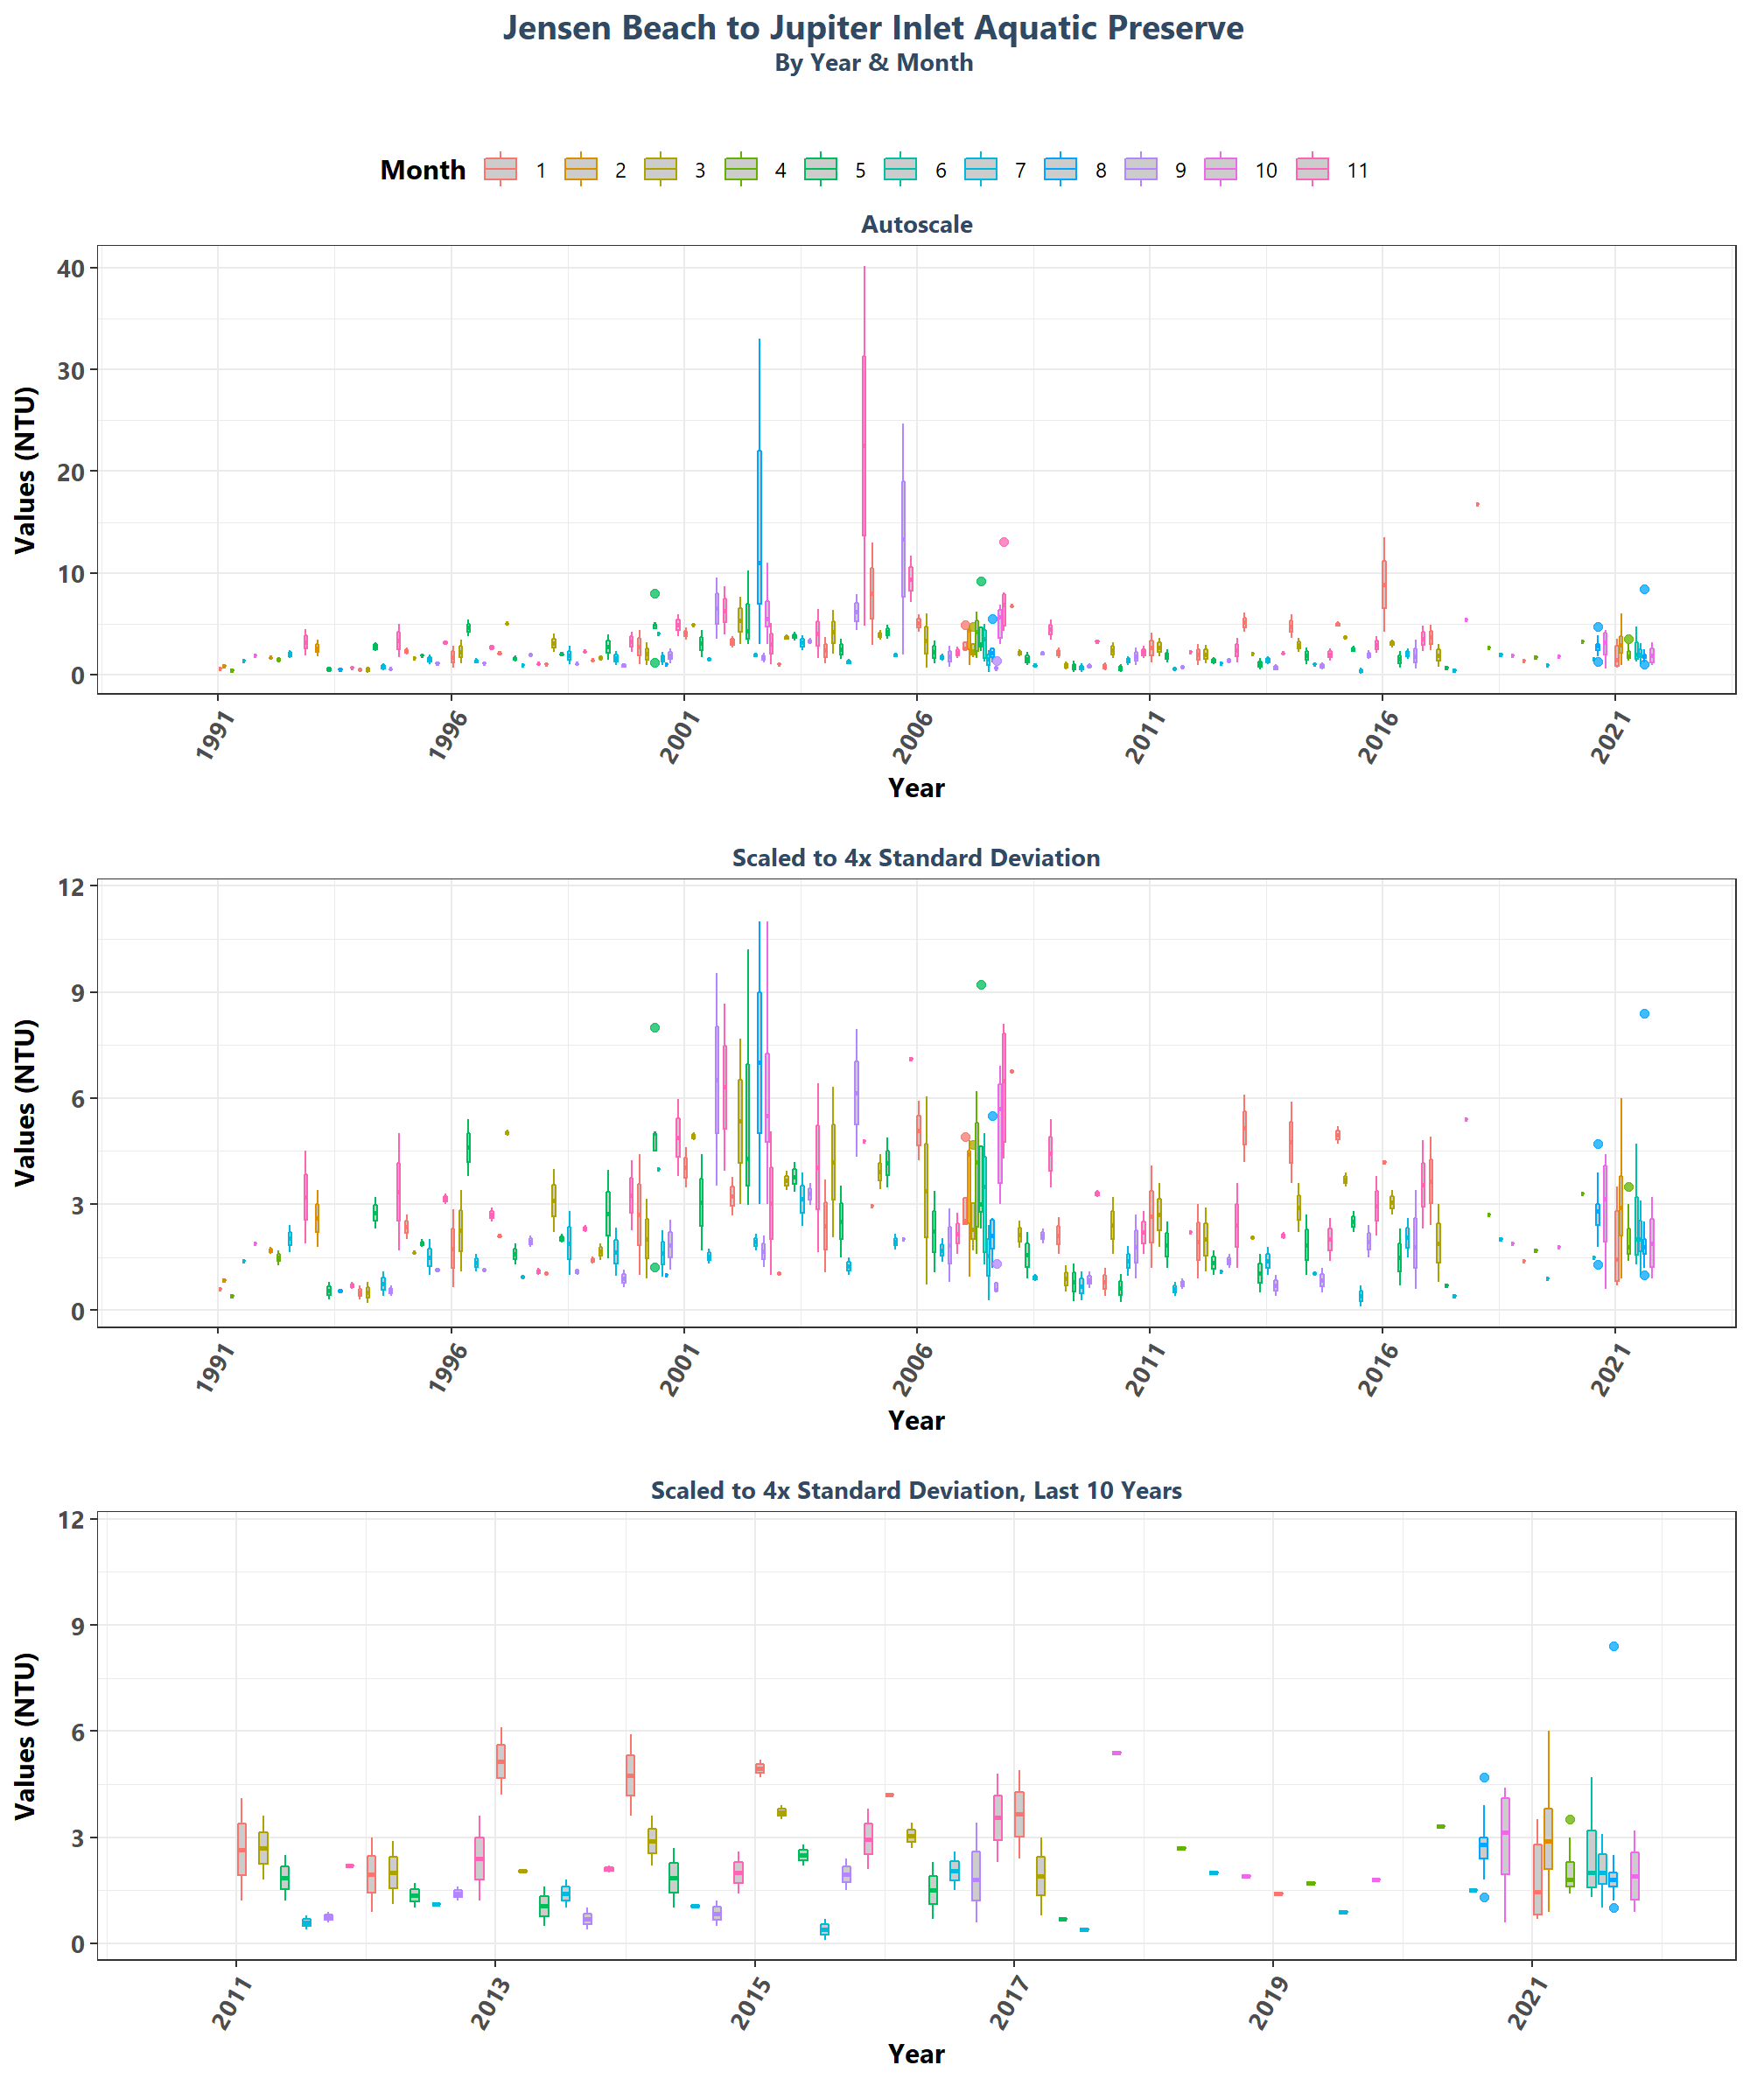 Jensen Beach to Jupiter Inlet Aquatic Preserve
By Year & Month
Month 1 2 3 4 5 6 7 8 9 10 11
Autoscale
Values (NTU)
40
30
20
10
0
1991 1996 2001 2006 2011 2016 2021
Year
Scaled to 4x Standard Deviation
Values (NTU)
12
9
6
3
0
1991 1996 2001 2006 2011 2016 2021
Year
Scaled to 4x Standard Deviation, Last 10 Years
Values (NTU)
12
9
6
3
0
2011 2013 2015 2017 2019 2021
Year